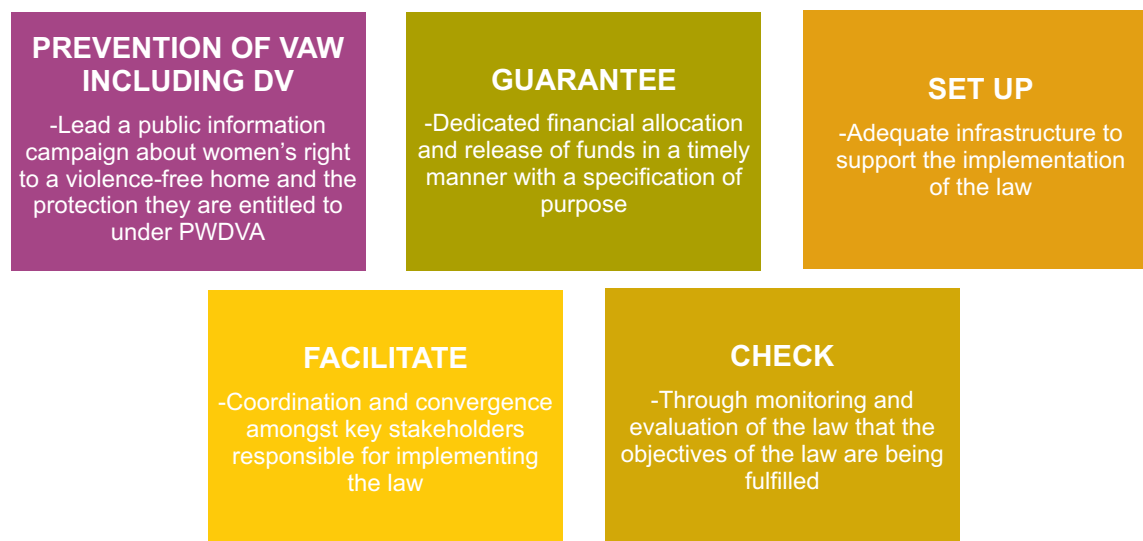 PREVENTION OF VAW
INCLUDING DV
-Lead a public information
campaign about women’s right
to a violence-free home and the
protection they are entitled to
under PWDVA
GUARANTEE
-Dedicated financial allocation
and release of funds in a timely
manner with a specification of
purpose
SET UP
-Adequate infrastructure to
support the implementation
of the law
FACILITATE
-Coordination and convergence
amongst key stakeholders
responsible for implementing
the law
CHECK
-Through monitoring and
evaluation of the law that the
objectives of the law are being
fulfilled